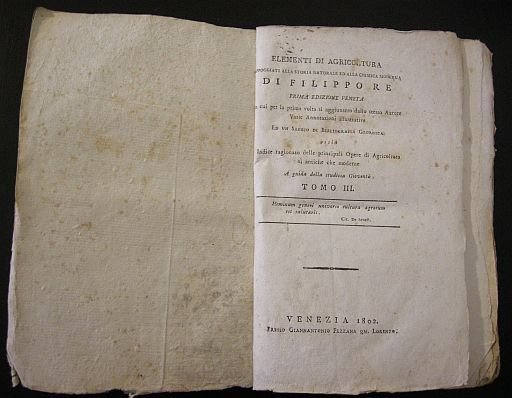 ELEMENTI DI AGRICOLTURA
APPOGGIATI ALLA STORIA NATURALE ED ALLA CHIMICA MODERNA
DI FILIPPO RE
PRIMA EDIZIONE VENETA
cui per la prima volta si aggiungono dallo stesso Autore
Varie Annotazioni illustrative
ED UN SAGGIO DI BIBLIOGRAFIA GEORGICA
Indice ragionato delle principali Opere di Agricoltura
sì antiche che moderne
A guida della studiosa Gioventù.
TOMO III.
Hominum generi universo cultura agrorum
est salutaris.
CIC. DE SENECT.
VENEZIA 1802.
PRESSO GIANNANTONIO PEZZANA QM. LORENZO.